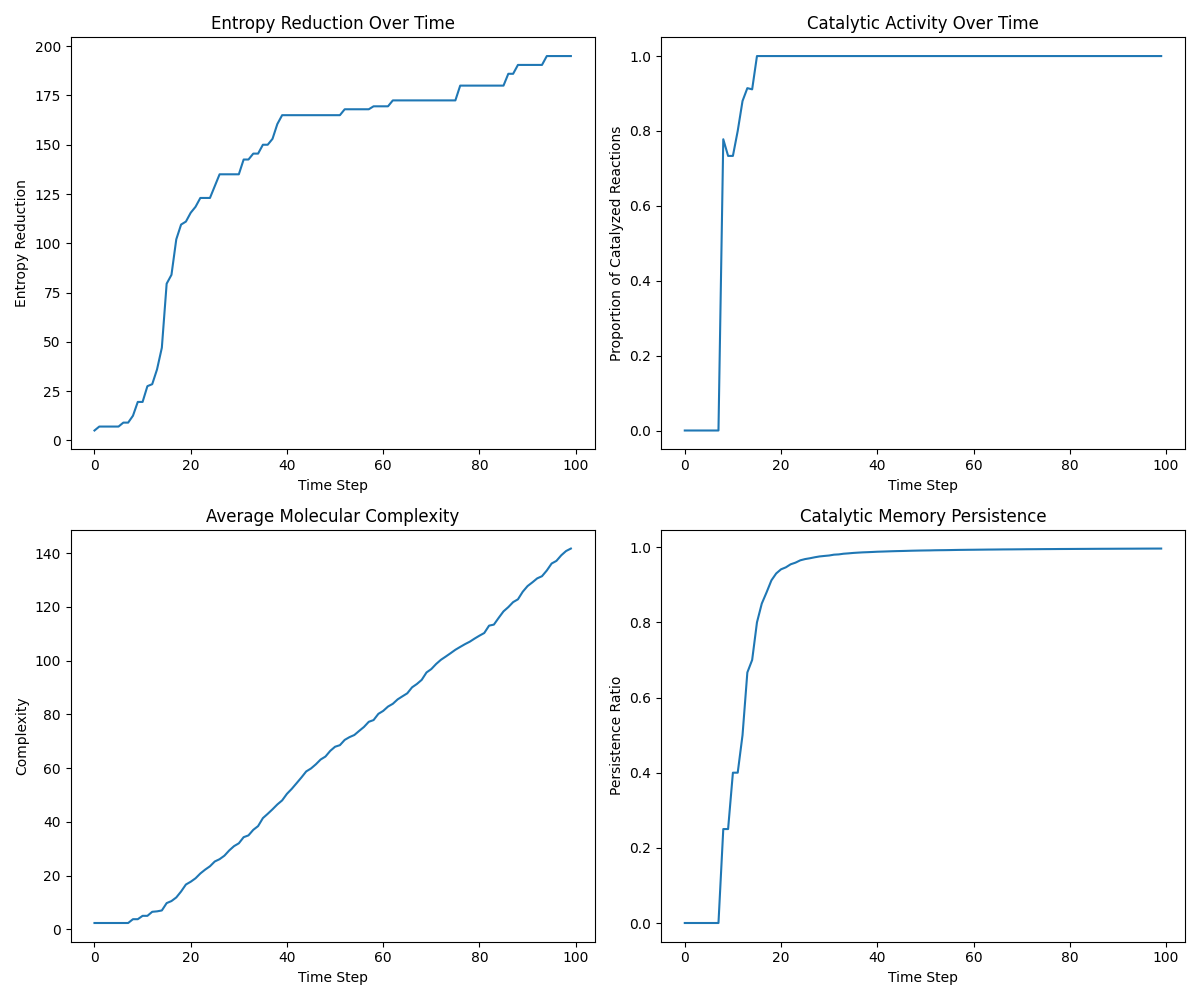 Entropy Reduction Over Time
Entropy Reduction
200
175
150
125
100
75
50
25
0
0 20 40 60 80 100
Time Step
Catalytic Activity Over Time
Proportion of Catalyzed Reactions
1.0
0.8
0.6
0.4
0.2
0.0
0 20 40 60 80 100
Time Step
Average Molecular Complexity
Complexity
140
120
100
80
60
40
20
0
0 20 40 60 80 100
Time Step
Catalytic Memory Persistence
Persistence Ratio
1.0
0.8
0.6
0.4
0.2
0.0
0 20 40 60 80 100
Time Step